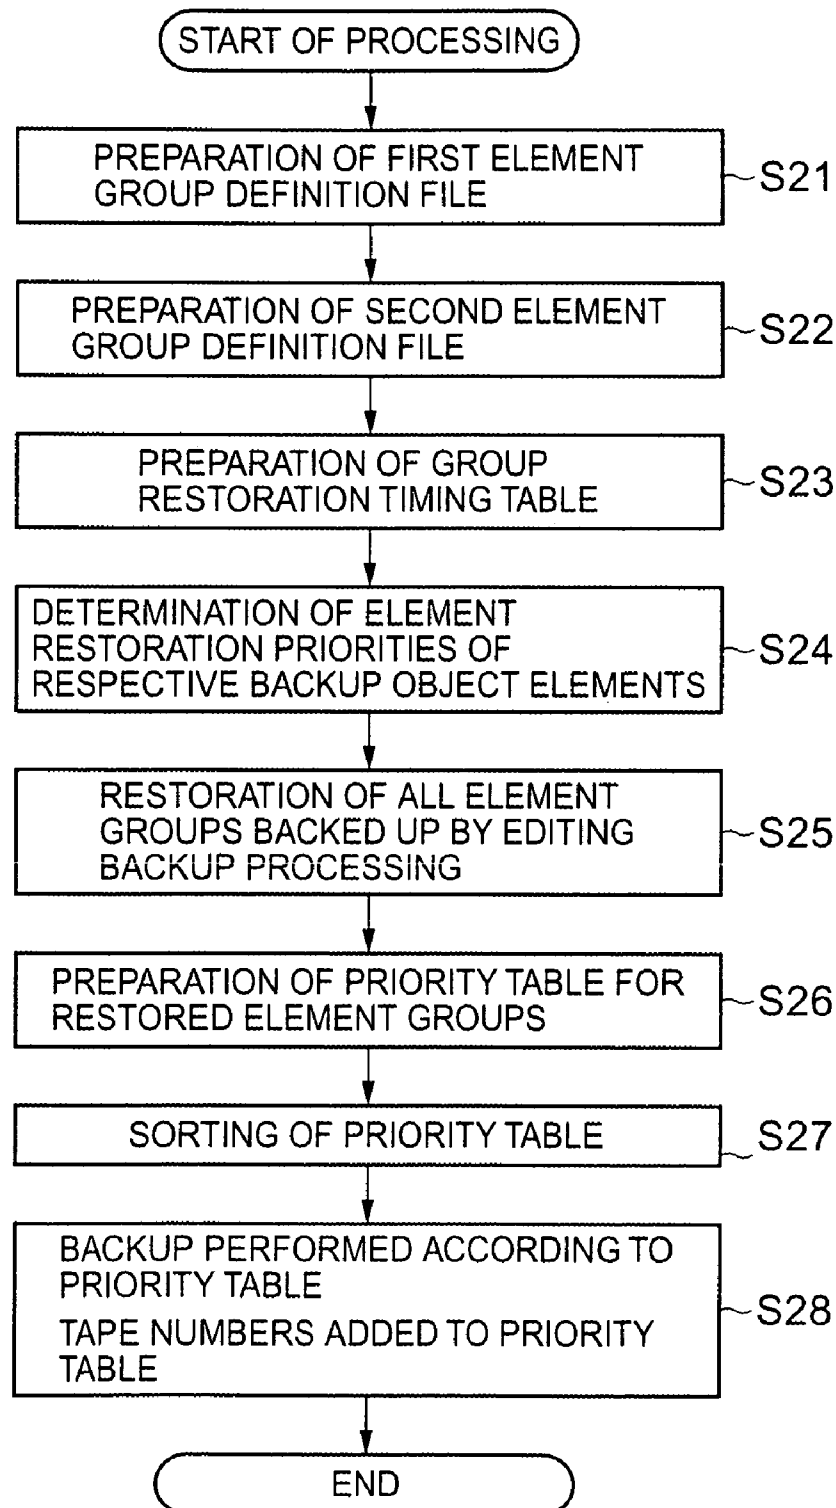 START OF PROCESSING
PREPARATION OF FIRST ELEMENT
GROUP DEFINITION FILE
S21
PREPARATION OF SECOND ELEMENT
GROUP DEFINITION FILE
S22
PREPARATION OF GROUP
RESTORATION TIMING TABLE
S23
DETERMINATION OF ELEMENT
RESTORATION PRIORITIES OF
RESPECTIVE BACKUP OBJECT ELEMENTS
S24
RESTORATION OF ALL ELEMENT
GROUPS BACKED UP BY EDITING
BACKUP PROCESSING
S25
PREPARATION OF PRIORITY TABLE FOR
RESTORED ELEMENT GROUPS
S26
SORTING OF PRIORITY TABLE
S27
BACKUP PERFORMED ACCORDING TO
PRIORITY TABLE
TAPE NUMBERS ADDED TO PRIORITY
TABLE
S28
END